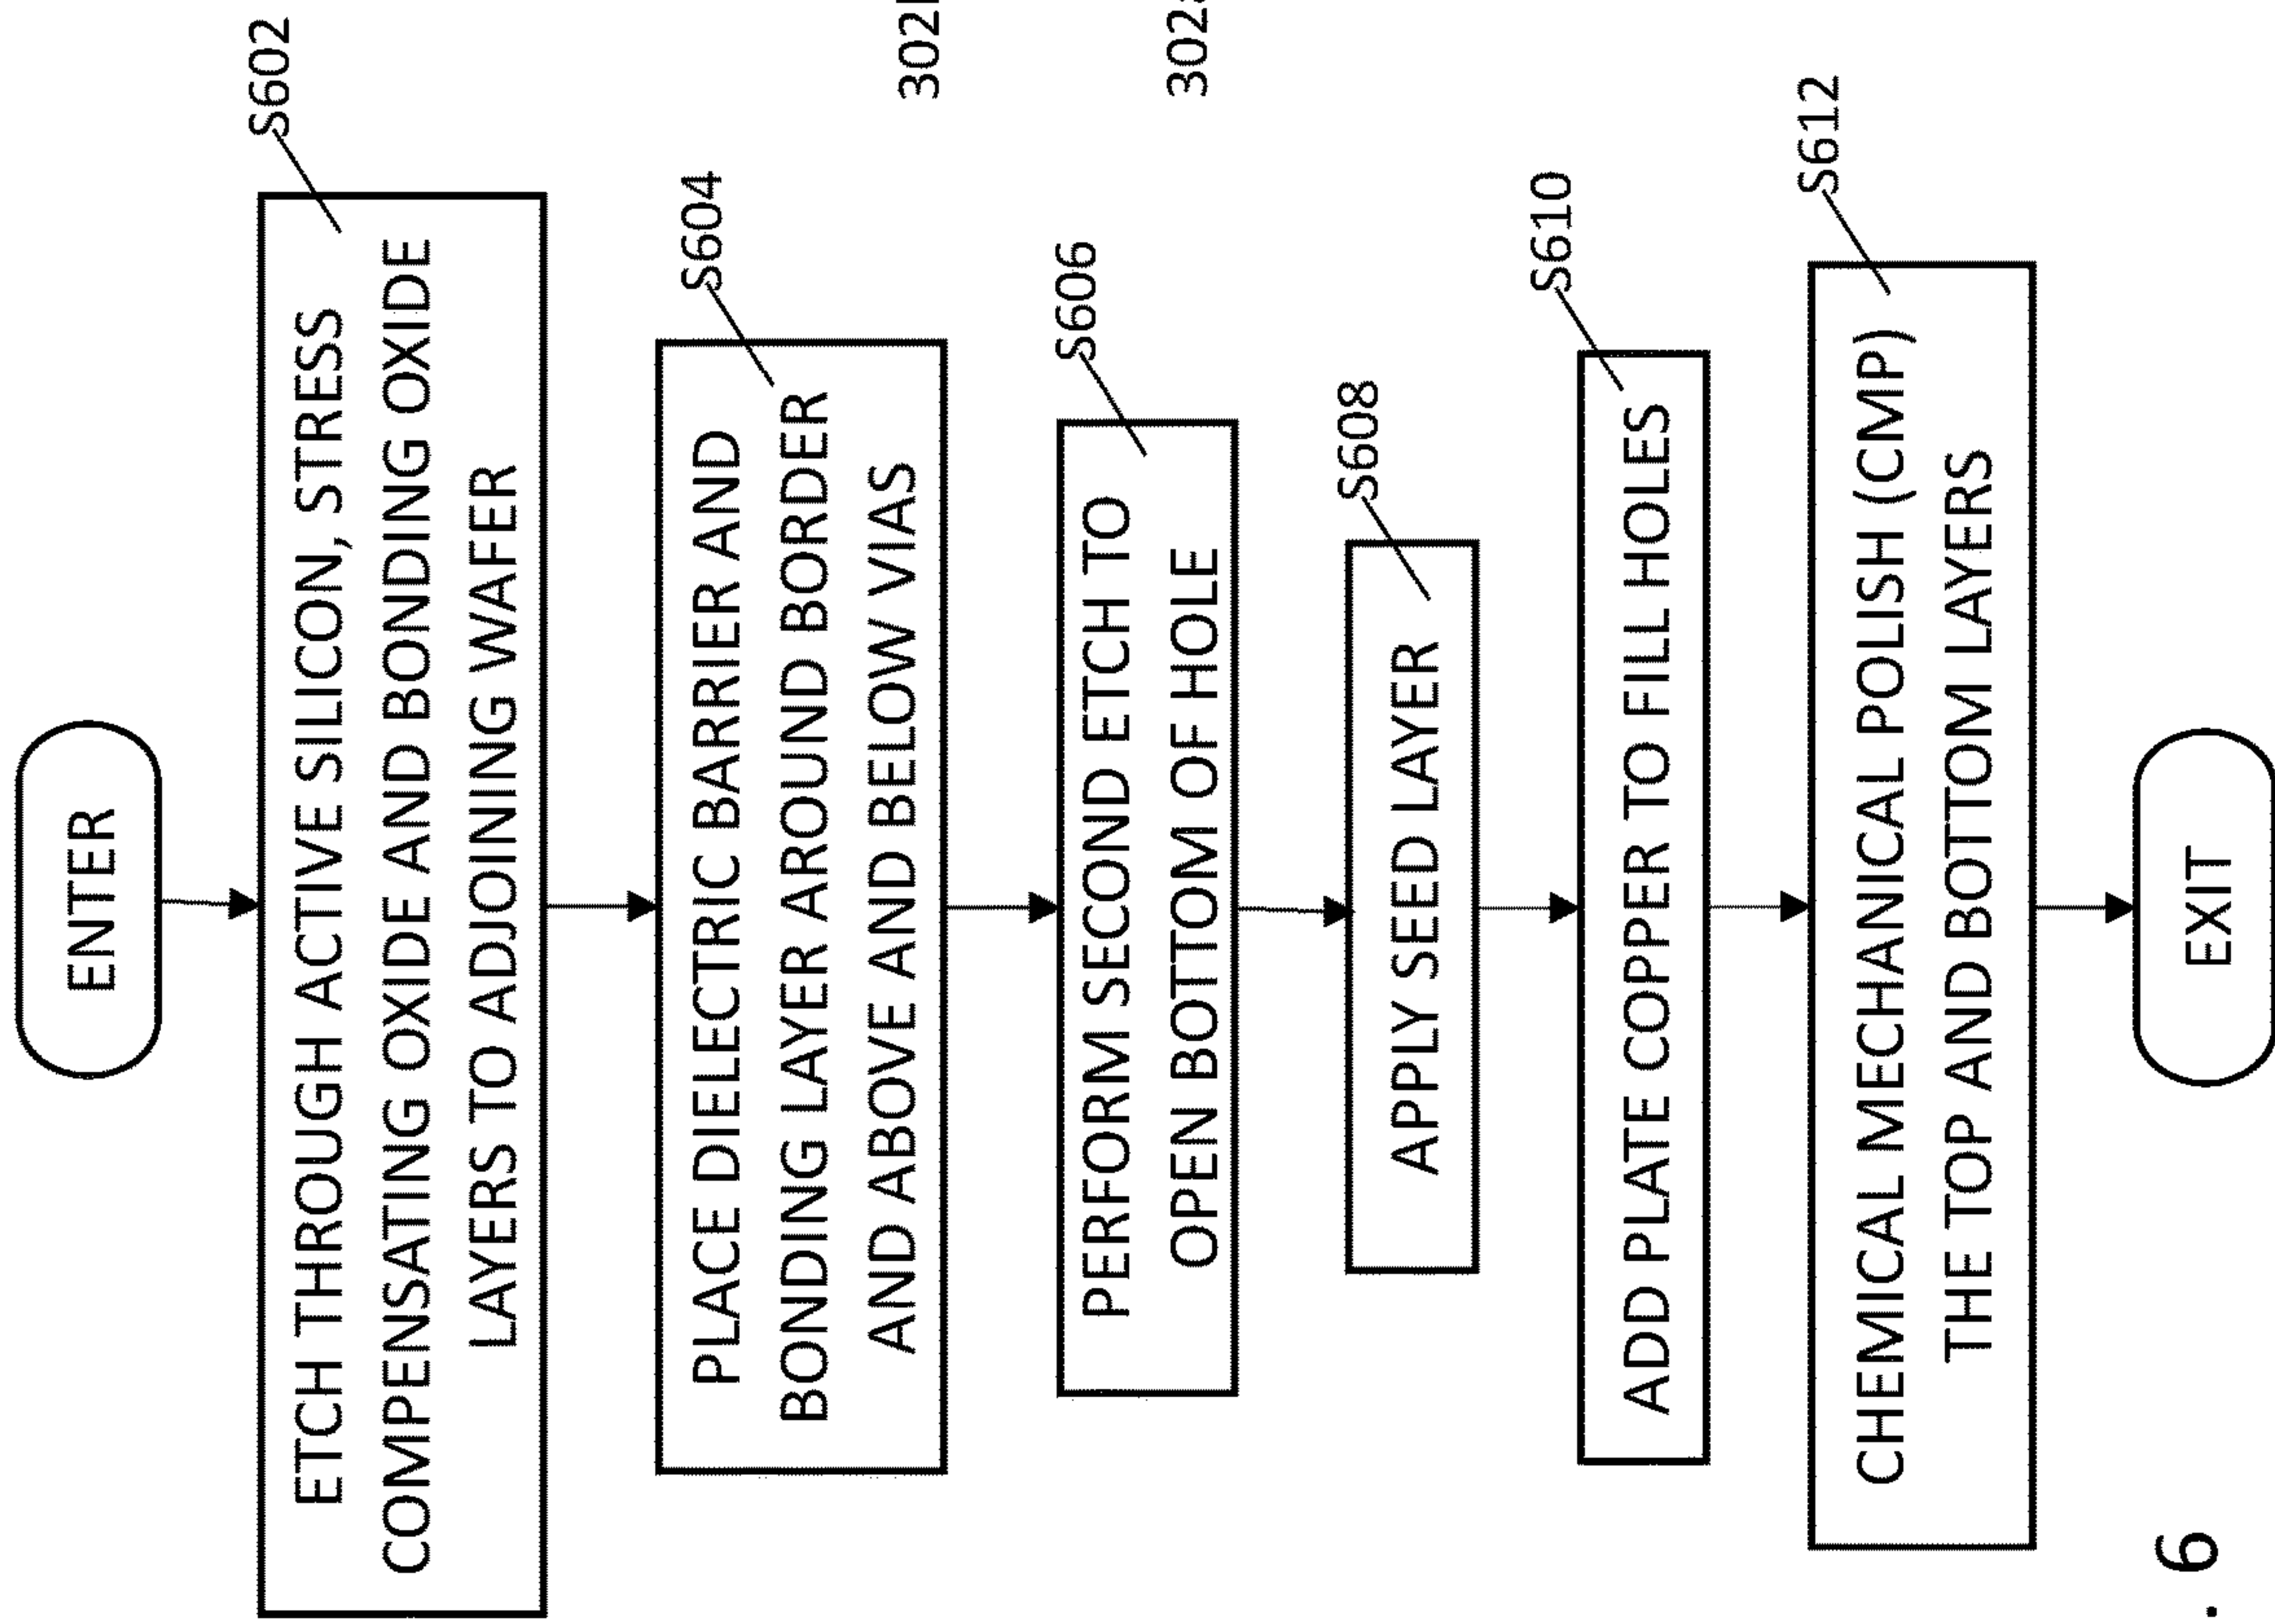 ENTER
S602
ETCH THROUGH ACTIVE SILICON, STRESS
COMPENSATING OXIDE AND BONDING OXIDE
LAYERS TO ADJOINING WAFER
S604
PLACE DIELECTRIC BARRIER AND
BONDING LAYER AROUND BORDER
AND ABOVE AND BELOW VIAS
S606
PERFORM SECOND ETCH TO
OPEN BOTTOM OF HOLE
S608
APPLY SEED LAYER
S610
ADD PLATE COPPER TO FILL HOLES
S612
CHEMICAL MECHANICAL POLISH (CMP)
THE TOP AND BOTTOM LAYERS
EXIT
. 6
302
302